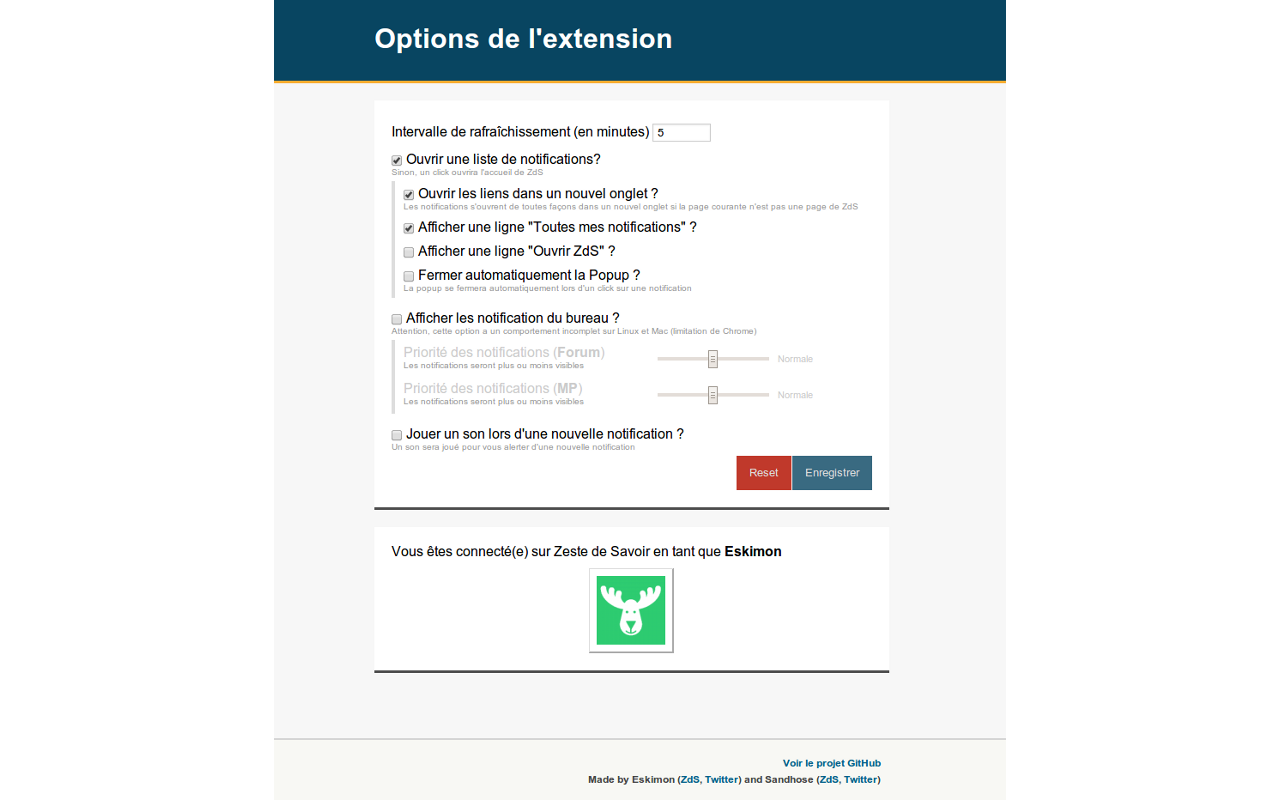 Options de l'extension
Intervalle de rafraîchissement (en minutes) 5
Ouvrir une liste de notifications?
Sinon, un click ouvrira l'accueil de ZdS
Ouvrir les liens dans un nouvel onglet ?
Les notifications s'ouvrent de toutes façons dans un nouvel onglet si la page courante n'est pas une page de ZdS
Afficher une ligne "Toutes mes notifications" ?
Afficher une ligne "Ouvrir ZdS" ?
Fermer automatiquement la Popup ?
La popup se fermera automatiquement lors d'un click sur une notification
Afficher les notification du bureau ?
Attention, cette option a un comportement incomplet sur Linux et Mac (limitation de Chrome)
Priorité des notifications (Forum) Normale
Les notifications seront plus ou moins visibles
Priorité des notifications (MP) Normale
Les notifications seront plus ou moins visibles
Jouer un son lors d'une nouvelle notification ?
Un son sera joué pour vous alerter d'une nouvelle notification
Reset Enregistrer
Vous êtes connecté(e) sur Zeste de Savoir en tant que Eskimon
Voir le projet GitHub
Made by Eskimon (ZdS, Twitter) and Sandhose (ZdS, Twitter)